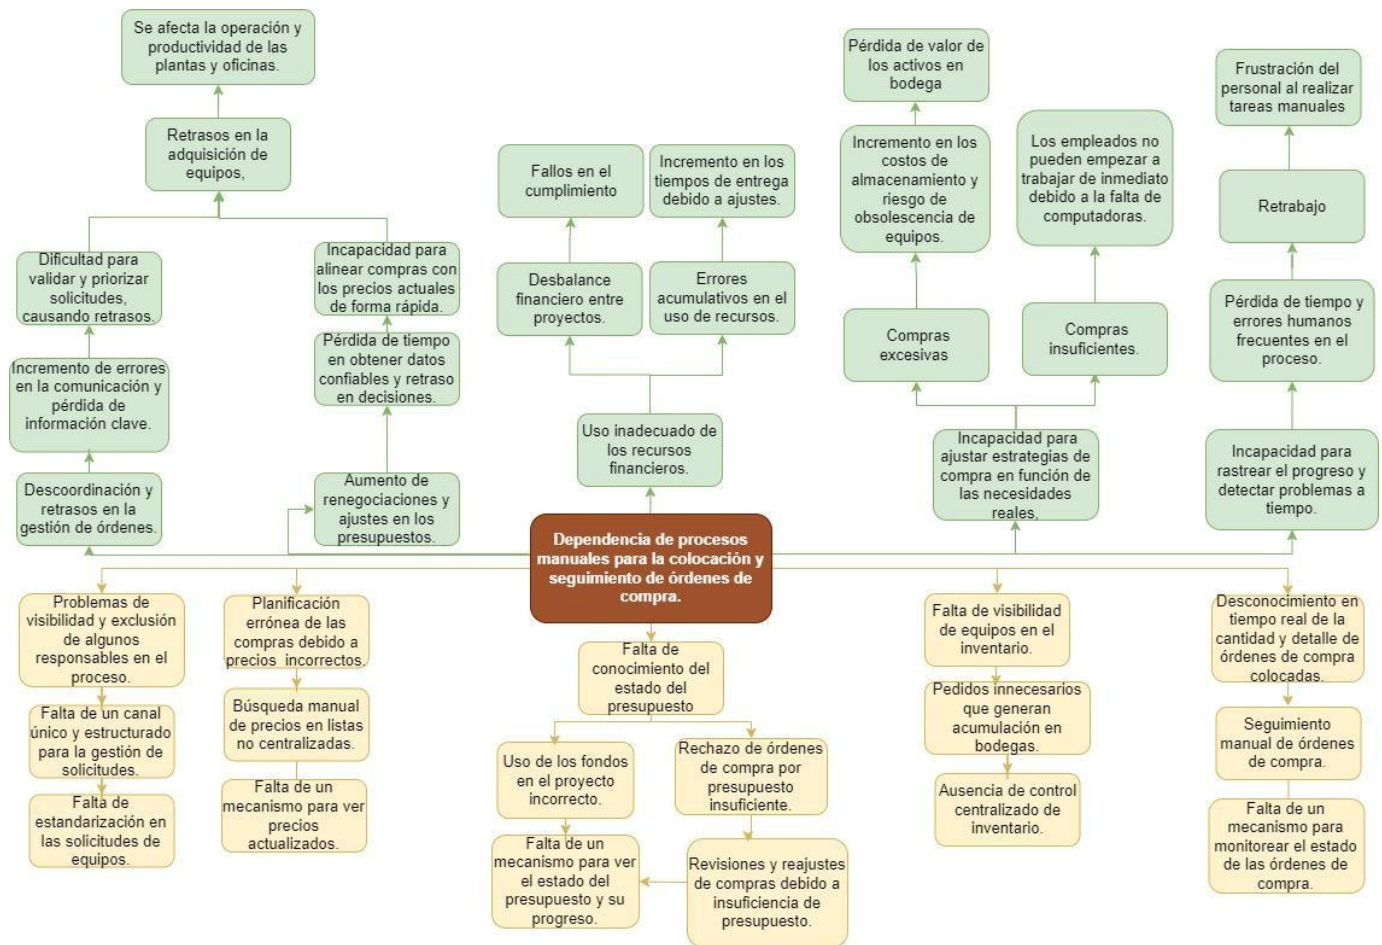 Se afecta la operación y
productividad de las
plantas y oficinas.
Retrasos en la
adquisición de
equipos,
Dificultad para
validar y priorizar
solicitudes,
causando retrasos.
Incremento de errores
en la comunicación y
pérdida de
información clave.
Descoordinación y
retrasos en la
gestión de órdenes.
Incapacidad para
alinear compras con
los precios actuales
de forma rápida.
Pérdida de tiempo
en obtener datos
confiables y retraso
en decisiones.
Aumento de
renegociaciones y
ajustes en los
presupuestos.
Fallos en el
cumplimiento
Desbalance
financiero entre
proyectos.
Incremento en los
tiempos de entrega
debido a ajustes.
Errores
acumulativos en el
uso de recursos.
Uso inadecuado de
los recursos
financieros.
Pérdida de valor de
los activos en
bodega
Incremento en los
costos de
almacenamiento y
riesgo de
obsolescencia de
equipos.
Compras
excesivas
Los empleados no
pueden empezar a
trabajar de inmediato
debido a la falta de
computadoras.
Compras
insuficientes.
Incapacidad para
ajustar estrategias de
compra en función de
las necesidades
reales,
Frustración del
personal al realizar
tareas manuales
Retrabajo
Pérdida de tiempo y
errores humanos
frecuentes en el
proceso.
Incapacidad para
rastrear el progreso y
detectar problemas a
tiempo.
Dependencia de procesos
manuales para la colocación y
seguimiento de órdenes de
compra.
Problemas de
visibilidad y exclusión
de algunos
responsables en el
proceso.
Falta de un canal
único y estructurado
para la gestión de
solicitudes.
Falta de
estandarización en
las solicitudes de
equipos.
Planificación
errónea de las
compras debido a
precios incorrectos.
Búsqueda manual
de precios en listas
no centralizadas.
Falta de un
mecanismo para ver
precios
actualizados.
Falta de
conocimiento del
estado del
presupuesto
Uso de los fondos
en el proyecto
incorrecto.
Rechazo de órdenes
de compra por
presupuesto
insuficiente.
Falta de un
mecanismo para ver
el estado del
presupuesto y su
progreso.
Revisiones y reajustes
de compras debido a
insuficiencia de
presupuesto.
Falta de visibilidad
de equipos en el
inventario.
Pedidos innecesarios
que generan
acumulación en
bodegas.
Ausencia de control
centralizado de
inventario.
Desconocimiento en
tiempo real de la
cantidad y detalle de
órdenes de compra
colocadas.
Seguimiento
manual de órdenes
de compra.
Falta de un
mecanismo para
monitorear el estado
de las órdenes de
compra.